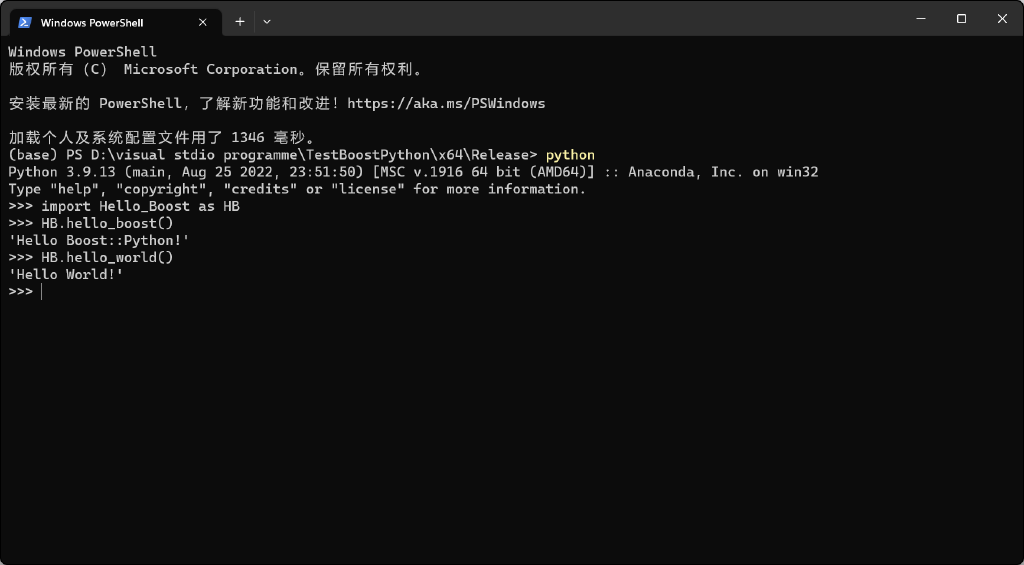 Windows PowerShell
Windows PowerShell
版权所有 (C) Microsoft Corporation。保留所有权利。
安装最新的 PowerShell，了解新功能和改进！https://aka.ms/PSWindows
加载个人及系统配置文件用了 1346 毫秒。
(base) PS D:\visual stdio programme\TestBoostPython\x64\Release> python
Python 3.9.13 (main, Aug 25 2022, 23:51:50) [MSC v.1916 64 bit (AMD64)] :: Anaconda, Inc. on win32
Type "help", "copyright", "credits" or "license" for more information.
>>> import Hello_Boost as HB
>>> HB.hello_boost()
'Hello Boost::Python!'
>>> HB.hello_world()
'Hello World!'
>>>